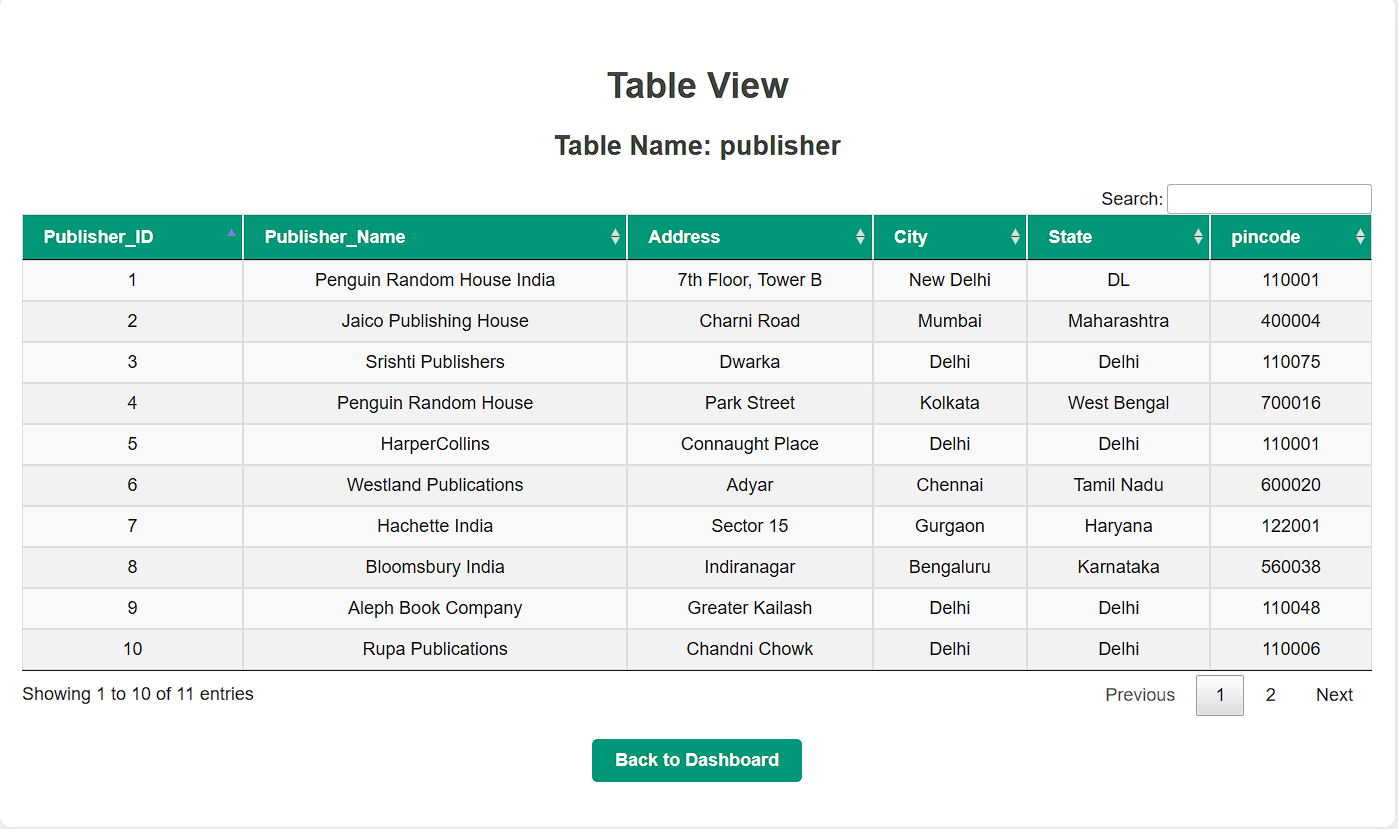 Table View
Table Name: publisher
Search:
Publisher_ID Publisher_Name Address City State pincode
1 Penguin Random House India 7th Floor, Tower B New Delhi DL 110001
2 Jaico Publishing House Charni Road Mumbai Maharashtra 400004
3 Srishti Publishers Dwarka Delhi Delhi 110075
4 Penguin Random House Park Street Kolkata West Bengal 700016
5 HarperCollins Connaught Place Delhi Delhi 110001
6 Westland Publications Adyar Chennai Tamil Nadu 600020
7 Hachette India Sector 15 Gurgaon Haryana 122001
8 Bloomsbury India Indiranagar Bengaluru Karnataka 560038
9 Aleph Book Company Greater Kailash Delhi Delhi 110048
10 Rupa Publications Chandni Chowk Delhi Delhi 110006
Showing 1 to 10 of 11 entries Previous 1 2 Next
Back to Dashboard